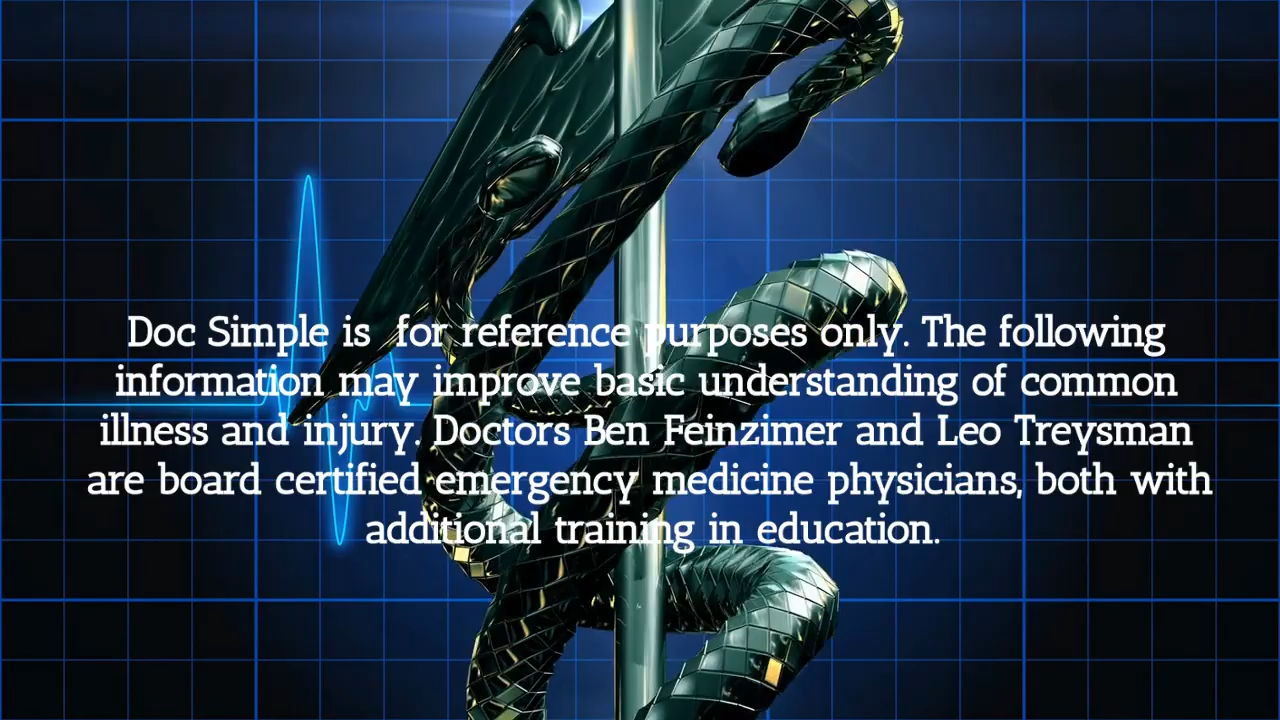 Doc Simple is  for reference purposes only. The following
information may improve basic understanding of common
illness and injury. Doctors Ben Feinzimer and Leo Treysman
are board certified emergency medicine physicians, both with
additional training in education.